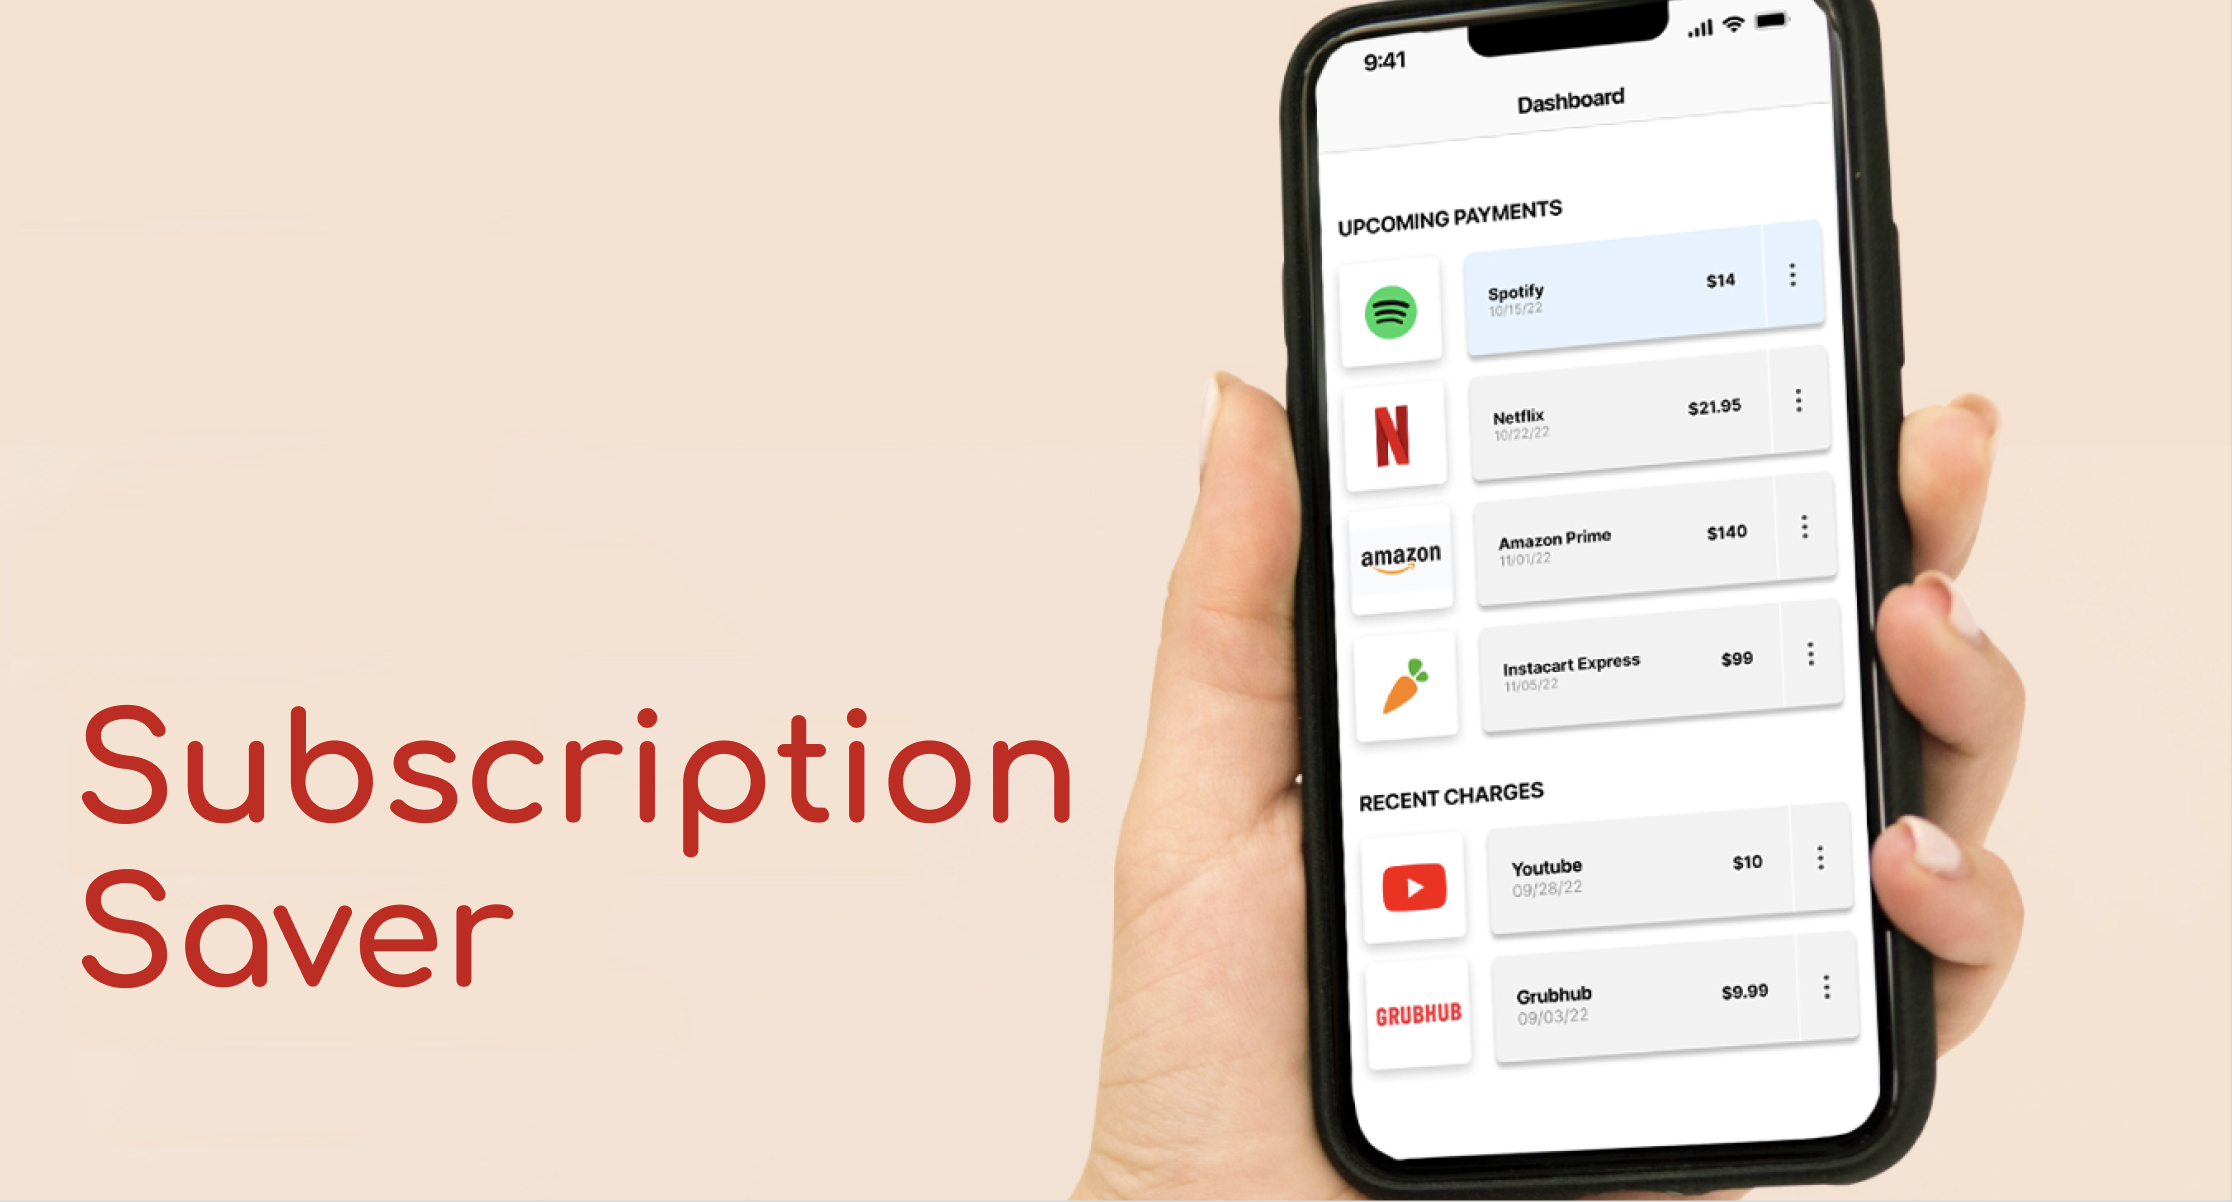 9:41
Dashboard
UPCOMING PAYMENTS
Spotify
$14
10/15/22
N
Netflix
$21.95
10/22/22
amazon
Amazon Prime
$140
11/01/22
Instacart Express
$99
11/05/22
RECENT CHARGES
Youtube
$10
09/28/22
GRUBHUB
Grubhub
$9.99
09/03/22
Subscription
Saver